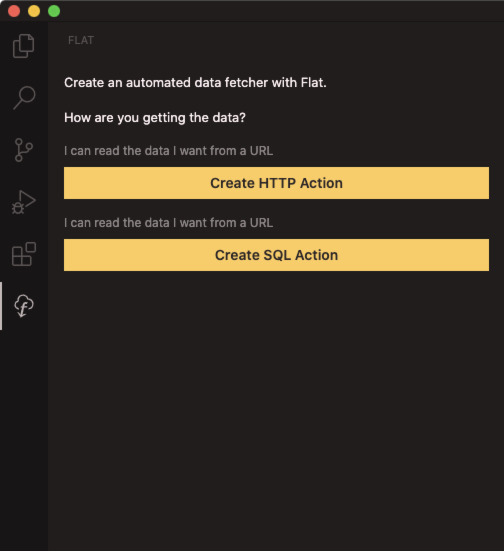 FLAT
Create an automated data fetcher with Flat.
How are you getting the data?
I can read the data I want from a URL
Create HTTP Action
I can read the data I want from a URL
Create SQL Action